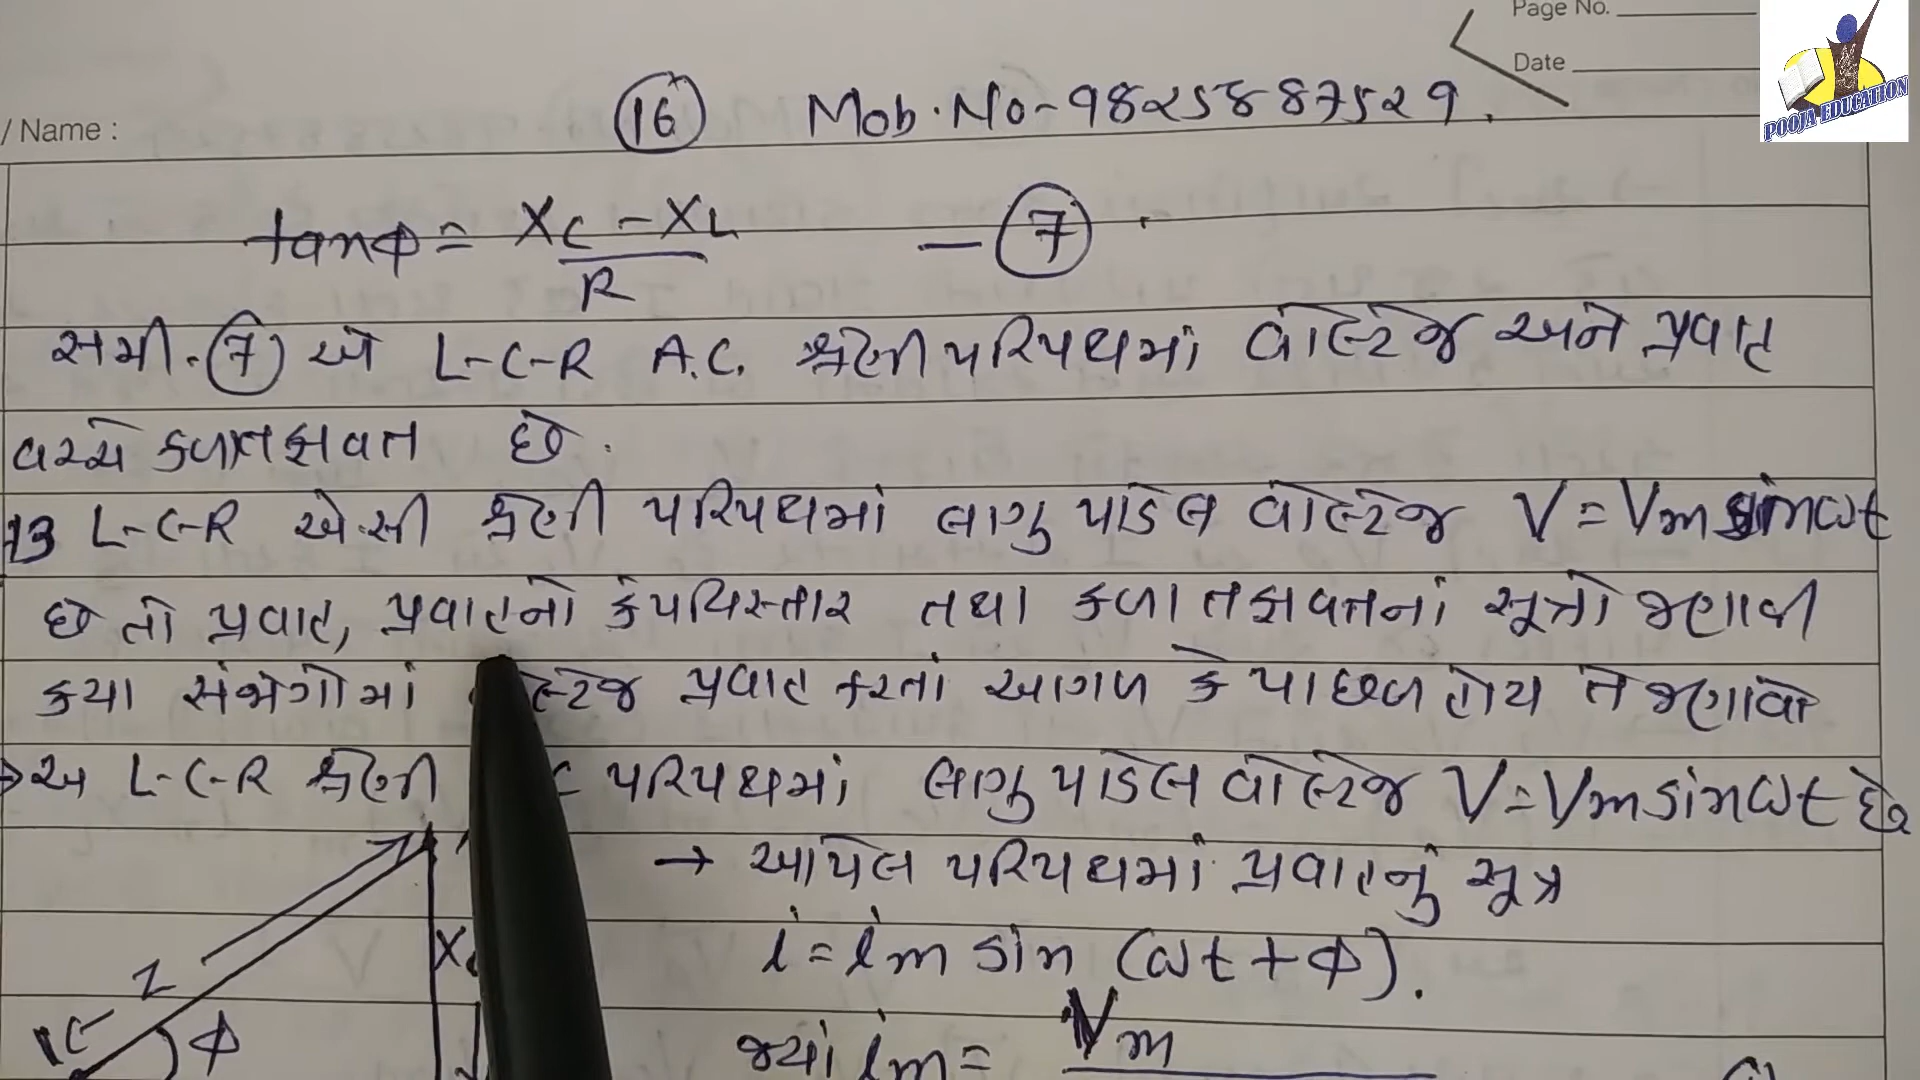 Page No.
Date
POOJA EDUCATION
/ Name :
16 Mob. No-9825887529.
tanφ = XC - XL / R — 7
સમી. 7 એ L-C-R A.C. શ્રેણી પરિપથમાં વોલ્ટેજ અને પ્રવાહ
વચ્ચે કળાતફાવત છે.
13 L-C-R એ.સી શ્રેણી પરિપથમાં લાગુ પાડેલ વોલ્ટેજ V = Vm sinωt
છે તો પ્રવાહ, પ્રવાહનો કંપવિસ્તાર તથા કળાતફાવતનાં સૂત્રો જણાવી
કયા સંજોગોમાં પ્રવાહ કરતાં આગળ કે પાછળ હોય તે જણાવો
→ L-C-R શ્રેણી પરિપથમાં લાગુ પાડેલ વોલ્ટેજ V = Vm sinωt છે
→ આપેલ પરિપથમાં પ્રવાહનું સૂત્ર
Z i = im sin (ωt + φ).
φ જ્યાં im = Vm